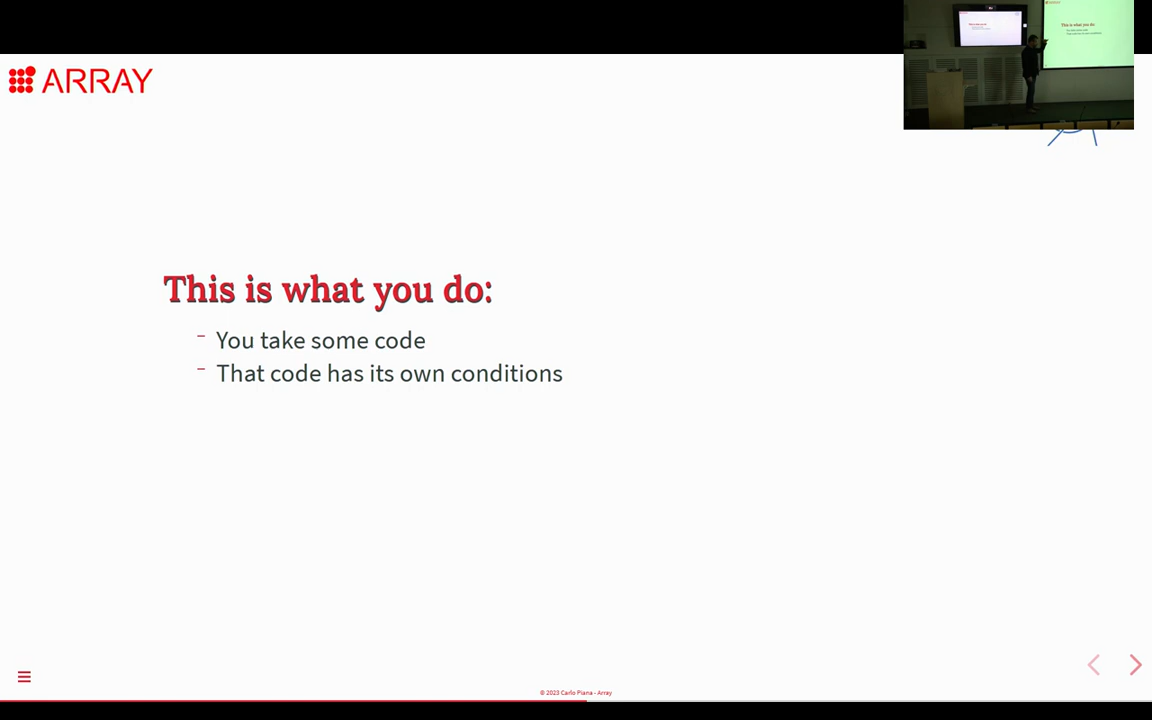 ARRAY
This is what you do:
- You take some code
- That code has its own conditions
© 2023 Carlo Piana - Array